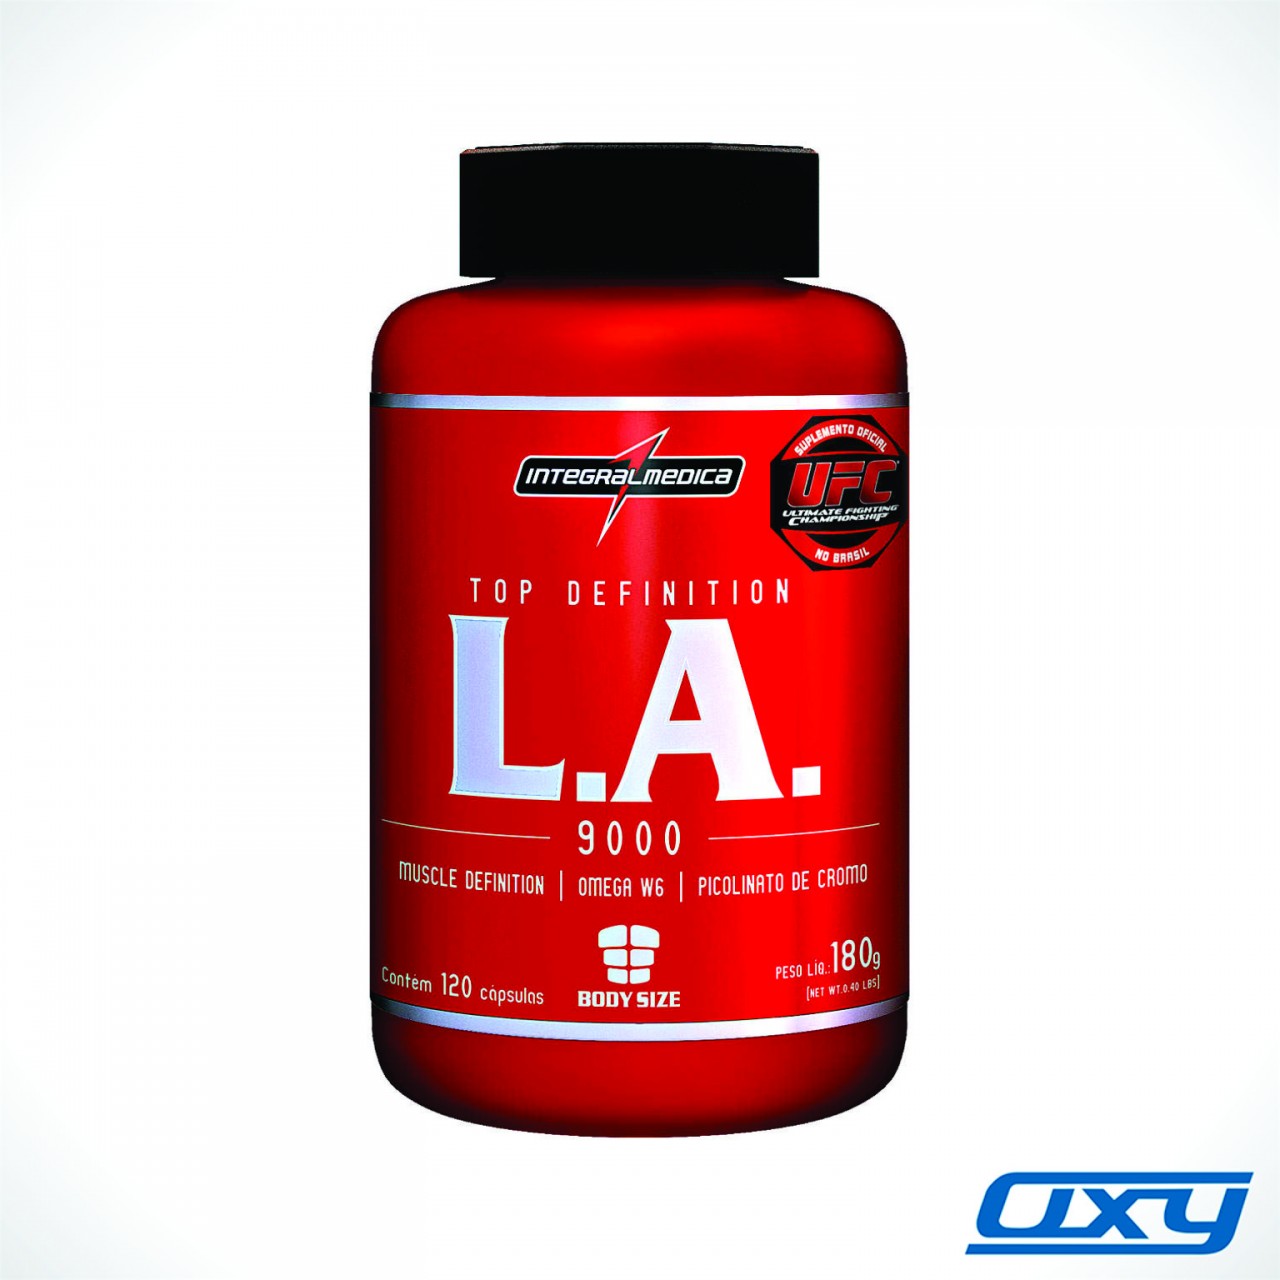 SUPLEMENTO OFICIAL
UFC
ULTIMATE FIGHTING
CHAMPIONSHIP
NO BRASIL
INTEGRALMEDICA
TOP DEFINITION
L.A.
9000
MUSCLE DEFINITION | OMEGA W6 | PICOLINATO DE CROMO
Contém 120 cápsulas
BODY SIZE
PESO LÍQ.: 180g
[NET WT. 0.40 LBS]
oxy